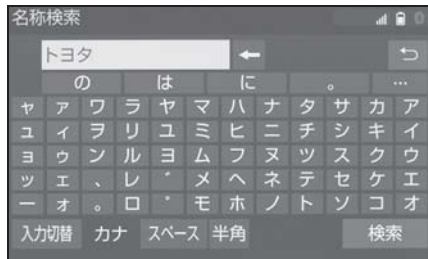 名称検索
トヨタ
の は に 。 …
ャ ア ワ ラ ヤ マ ハ ナ タ サ カ ア
ュ ィ ヲ リ ユ ミ ヒ ニ チ シ キ イ
ョ ゥ ン ル ヨ ム フ ヌ ツ ス ク ウ
ッ ェ 、 レ ゛ メ ヘ ネ テ セ ケ エ
ー ォ 。 ロ ゜ モ ホ ノ ト ソ コ オ
入力切替 カナ スペース 半角 検索